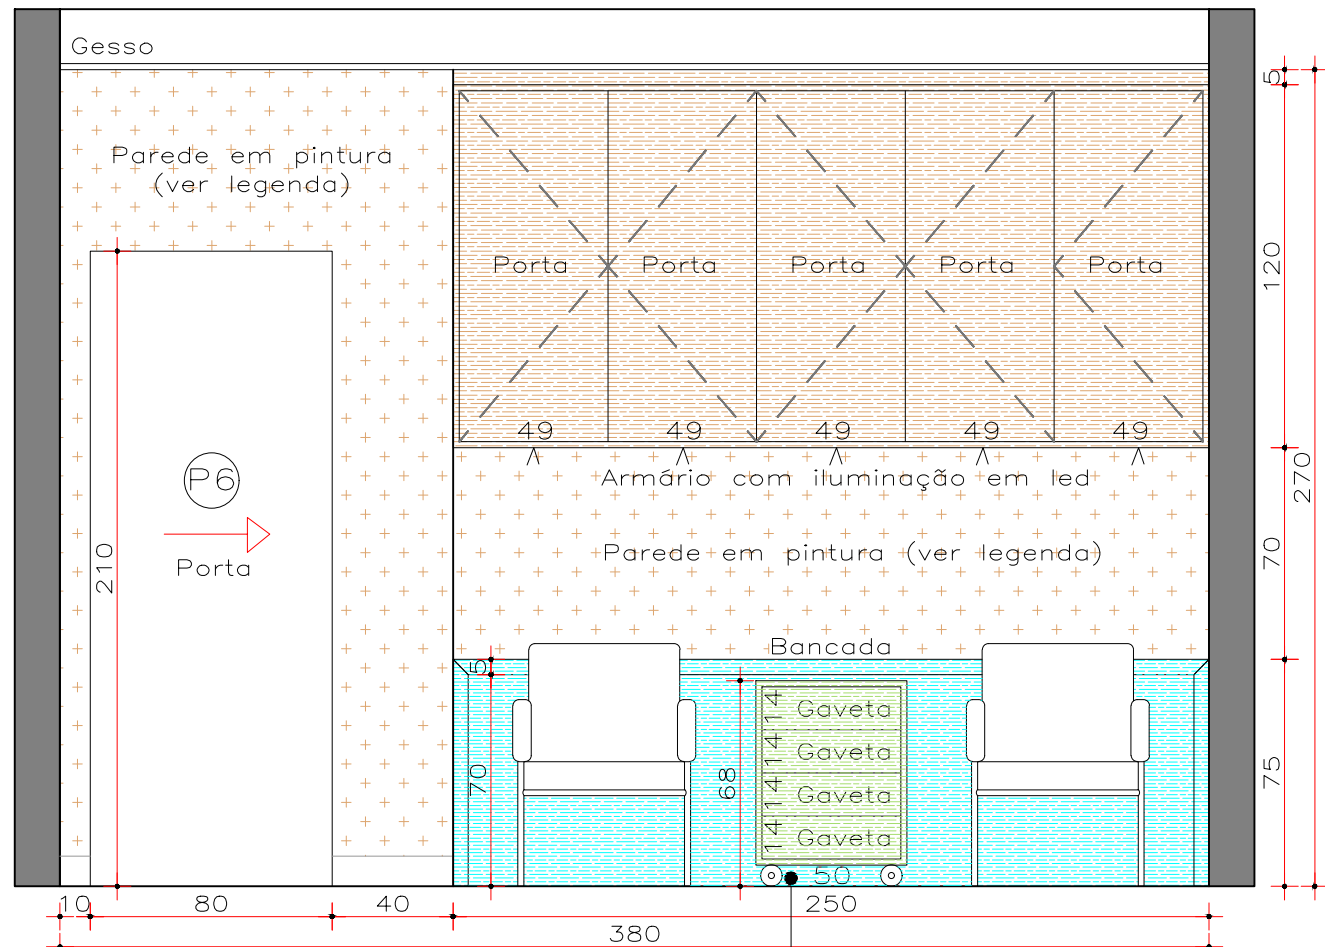 Gesso
5
Parede em pintura
(ver legenda)
Porta
Porta
Porta
Porta
Porta
120
49
49
49
49
49
Armário com iluminação em led
P6
270
210
Porta
Parede em pintura (ver legenda)
70
Bancada
5
14
Gaveta
14
Gaveta
70
68
14
Gaveta
75
14
Gaveta
50
10
80
40
250
380